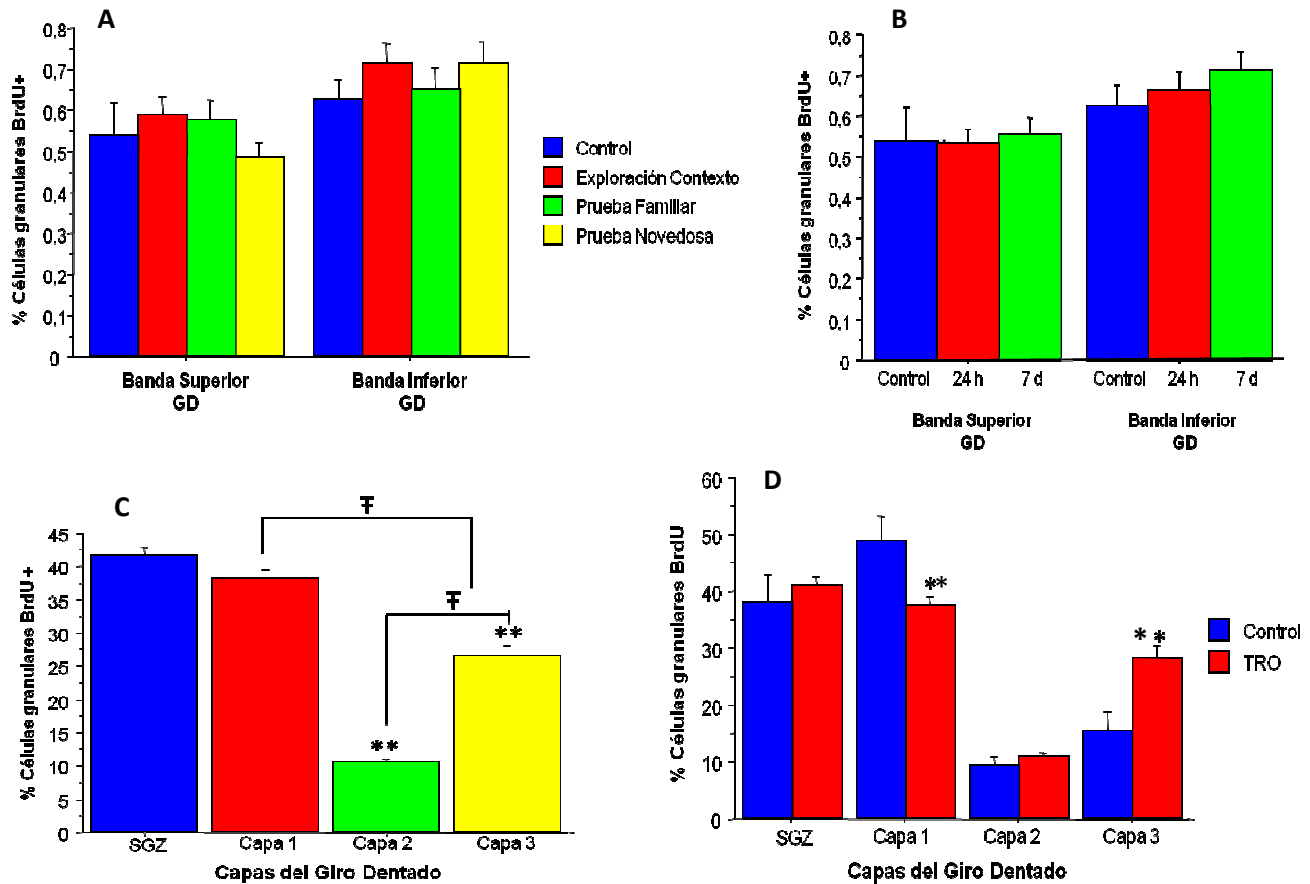 A
% Células granulares BrdU+
0,8
0,7
0,6
0,5
0,4
0,3
0,2
0,1
0
Banda Superior
GD
Banda Inferior
GD
Control
Exploración Contexto
Prueba Familiar
Prueba Novedosa
B
% Células granulares BrdU+
0,8
0,7
0,6
0,5
0,4
0,3
0,2
0,1
0
Control 24 h 7 d Control 24 h 7 d
Banda Superior
GD
Banda Inferior
GD
C
% Células granulares BrdU +
45
40
35
30
25
20
15
10
5
0
Ŧ
Ŧ
**
**
SGZ Capa 1 Capa 2 Capa 3
Capas del Giro Dentado
D
% Células granulares BrdU
60
50
40
30
20
10
0
**
* *
SGZ Capa 1 Capa 2 Capa 3
Capas del Giro Dentado
Control
TRO